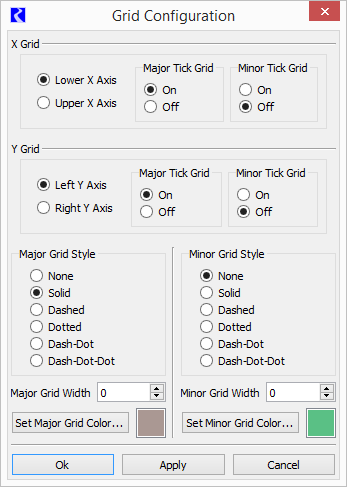 Grid Configuration
X Grid
Major Tick Grid
Minor Tick Grid
Lower X Axis
On
On
Upper X Axis
Off
Off
Y Grid
Major Tick Grid
Minor Tick Grid
Left Y Axis
On
On
Right Y Axis
Off
Off
Major Grid Style
None
Solid
Dashed
Dotted
Dash-Dot
Dash-Dot-Dot
Minor Grid Style
None
Solid
Dashed
Dotted
Dash-Dot
Dash-Dot-Dot
Major Grid Width 0
Minor Grid Width 0
Set Major Grid Color...
Set Minor Grid Color...
Ok
Apply
Cancel